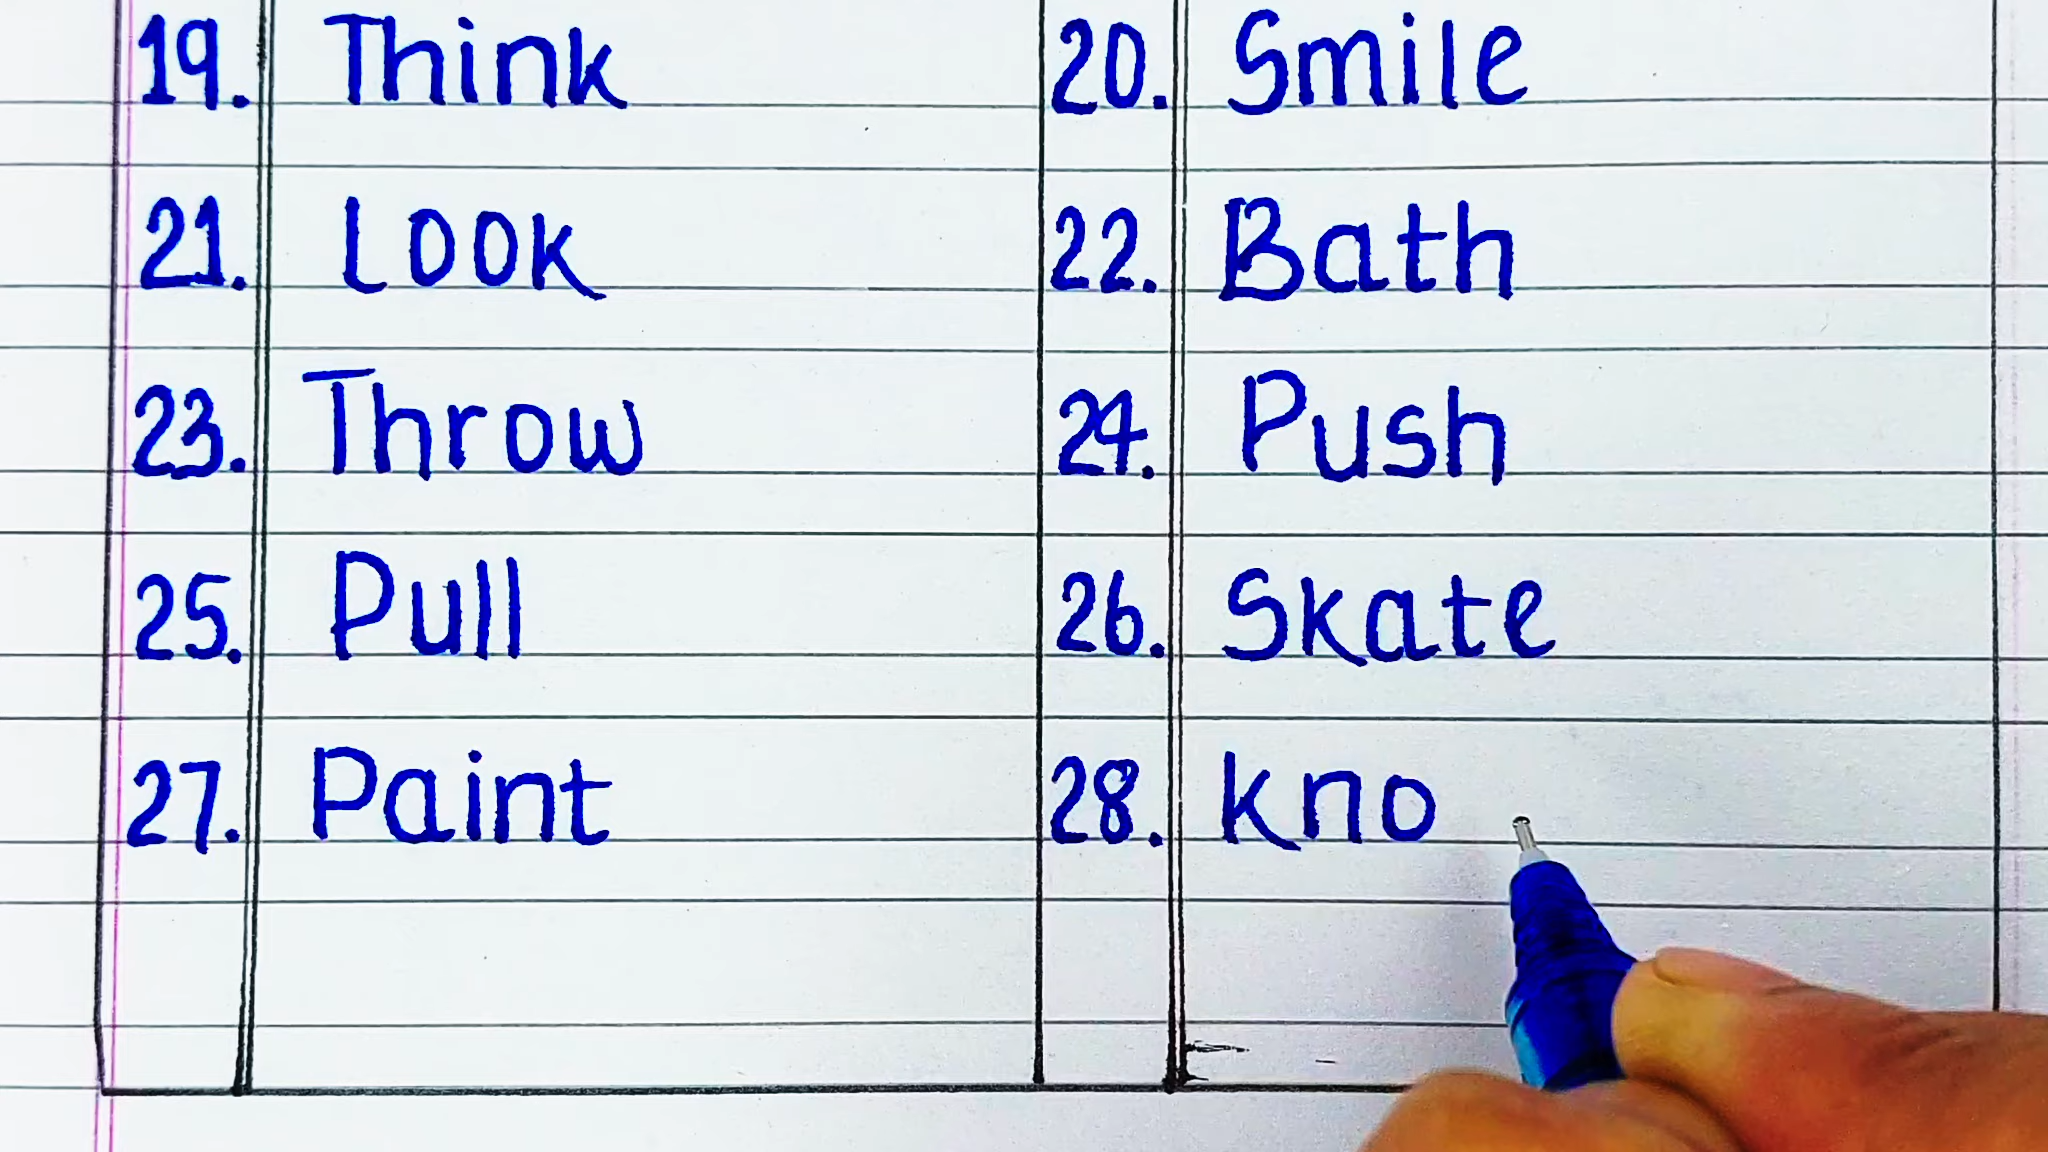 19. Think 20. Smile
21. Look 22. Bath
23. Throw 24. Push
25. Pull 26. Skate
27. Paint 28. kno